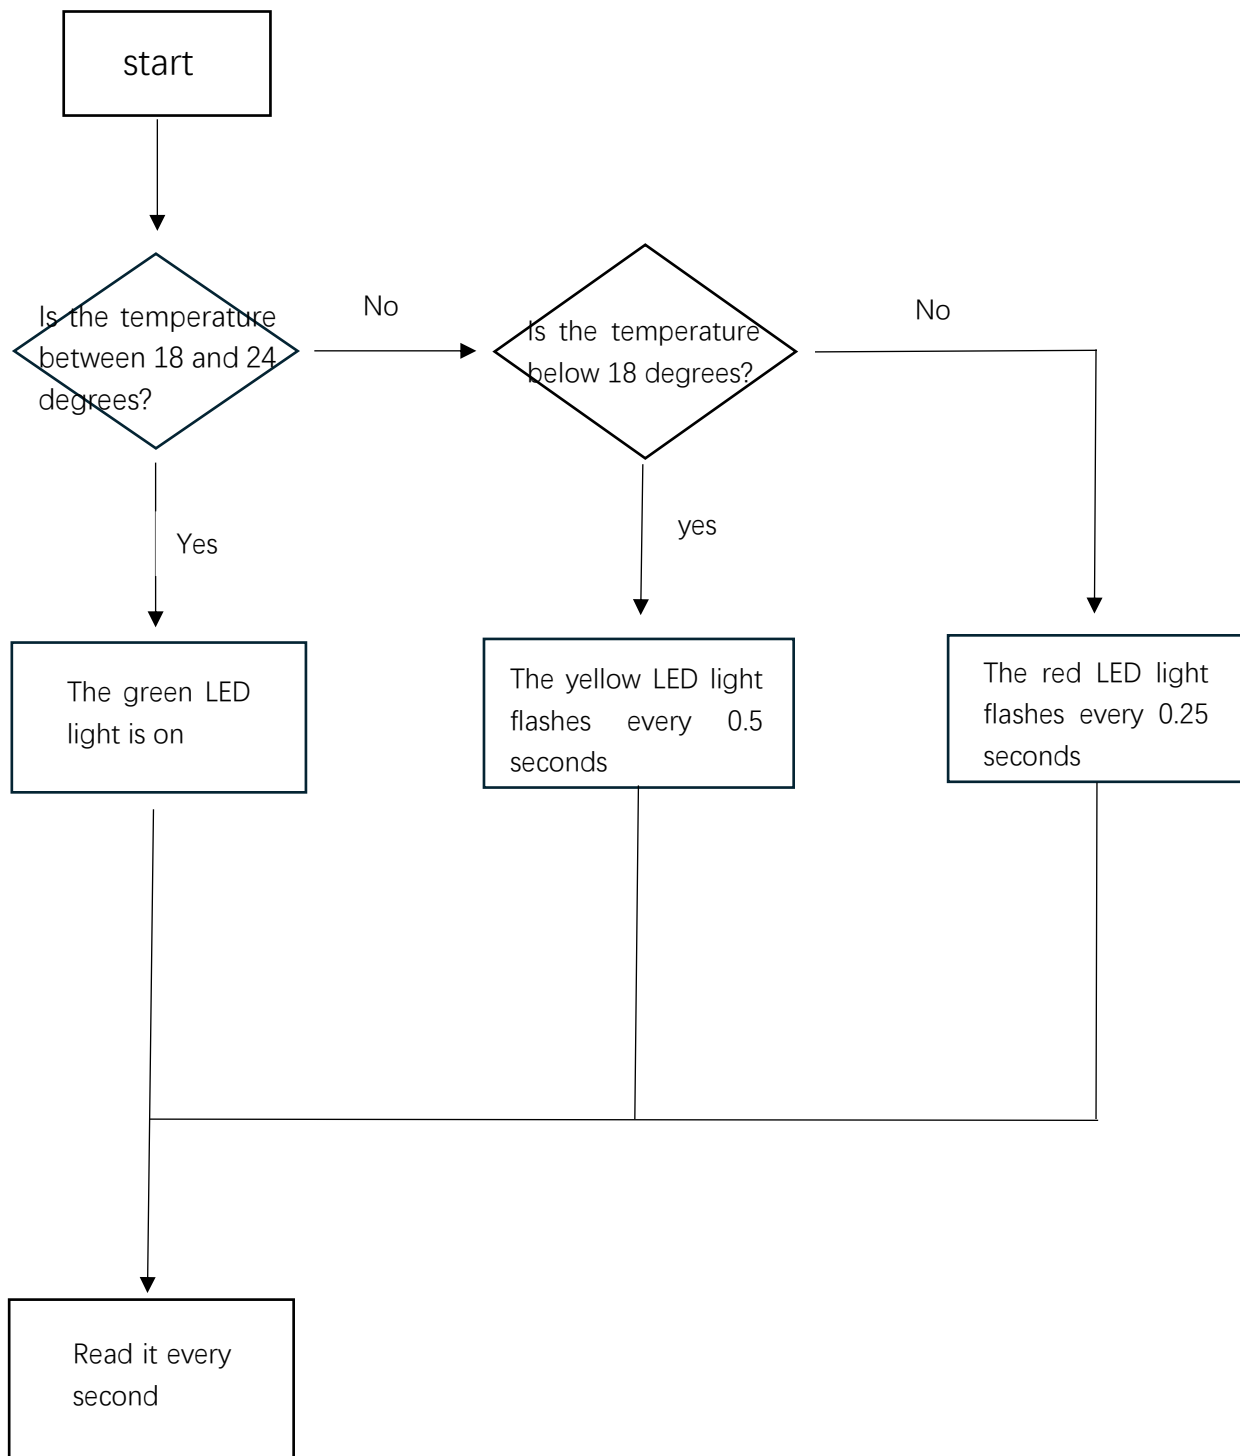 start
No
No
Is the temperature
between 18 and 24
degrees?
Is the temperature
below 18 degrees?
Yes
yes
The green LED
light is on
The yellow LED light
flashes every 0.5
seconds
The red LED light
flashes every 0.25
seconds
Read it every
second